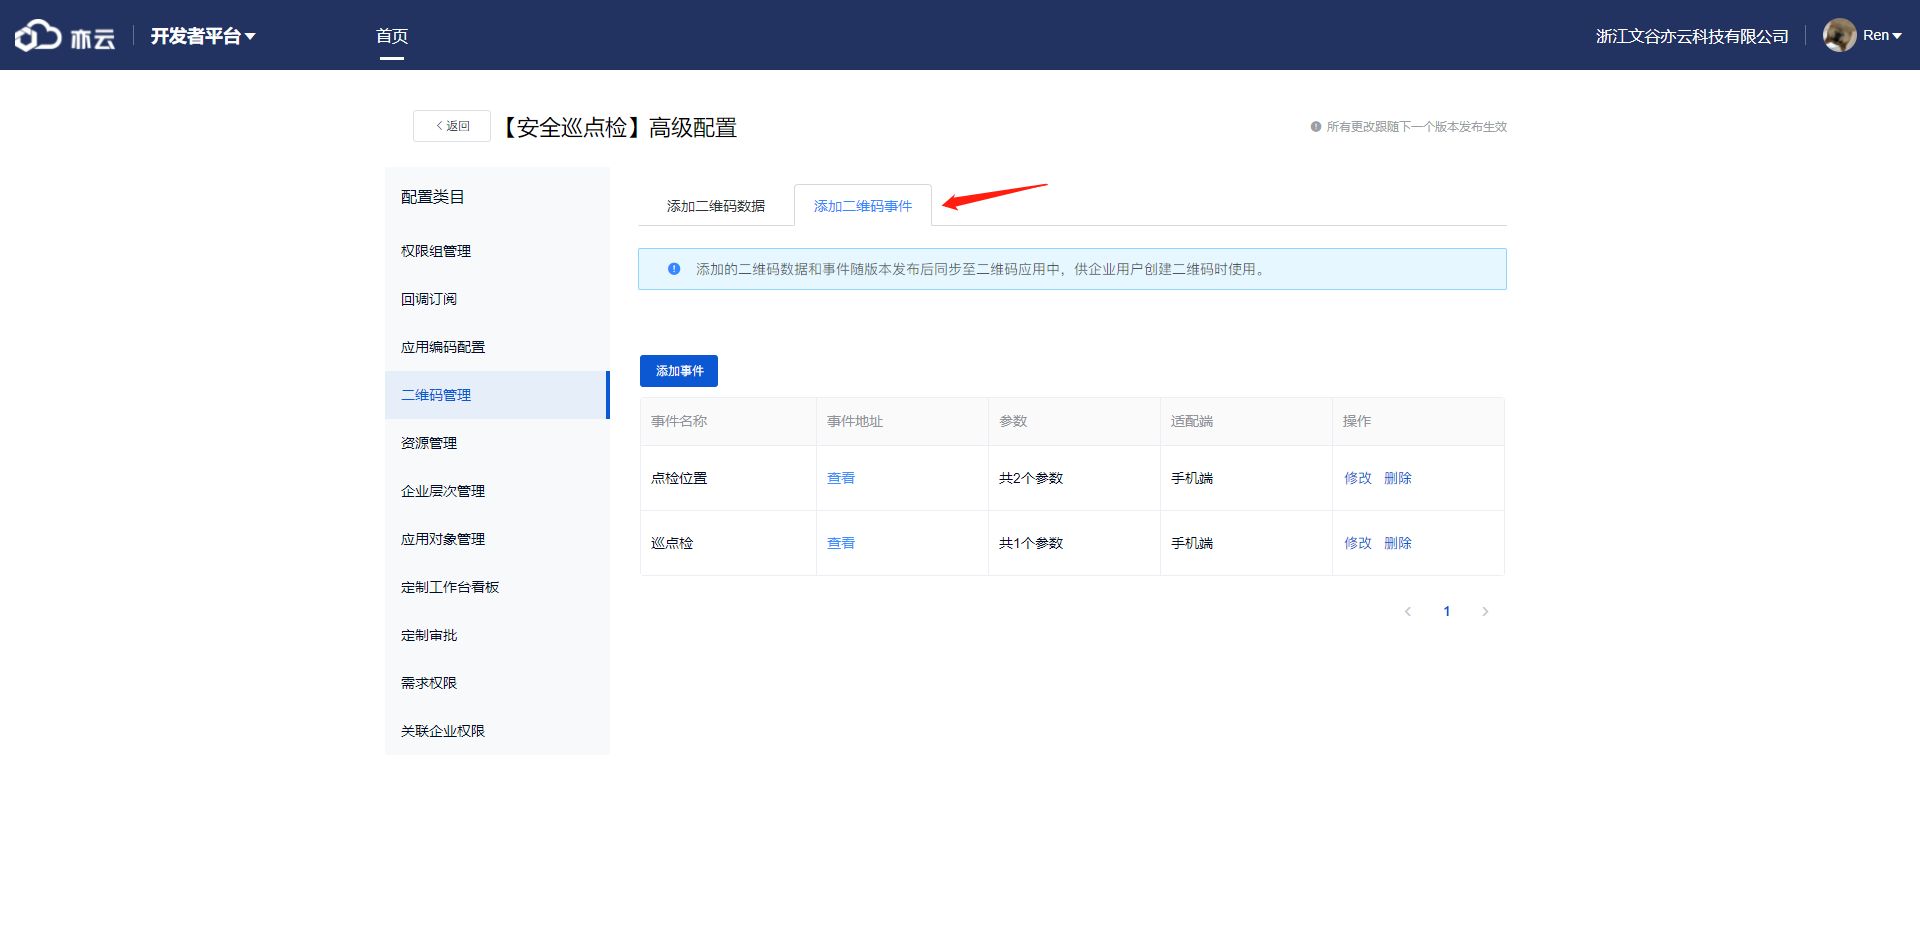 亦云
开发者平台
首页
浙江文谷亦云科技有限公司
Ren
返回
【安全巡点检】高级配置
所有更改跟随下一个版本发布生效
配置类目
权限组管理
回调订阅
应用编码配置
二维码管理
资源管理
企业层次管理
应用对象管理
定制工作台看板
定制审批
需求权限
关联企业权限
添加二维码数据 添加二维码事件
添加的二维码数据和事件随版本发布后同步至二维码应用中，供企业用户创建二维码时使用。
添加事件
事件名称 事件地址 参数 适配端 操作
点检位置 查看 共2个参数 手机端 修改 删除
巡点检 查看 共1个参数 手机端 修改 删除
1